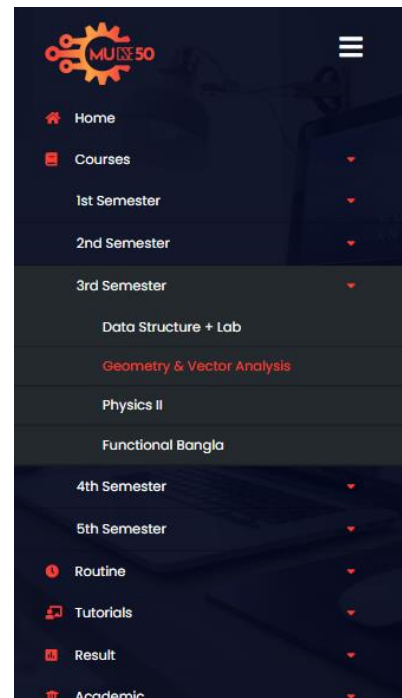 MU CSE 50
Home
Courses
1st Semester
2nd Semester
3rd Semester
Data Structure + Lab
Geometry & Vector Analysis
Physics II
Functional Bangla
4th Semester
5th Semester
Routine
Tutorials
Result
Academic